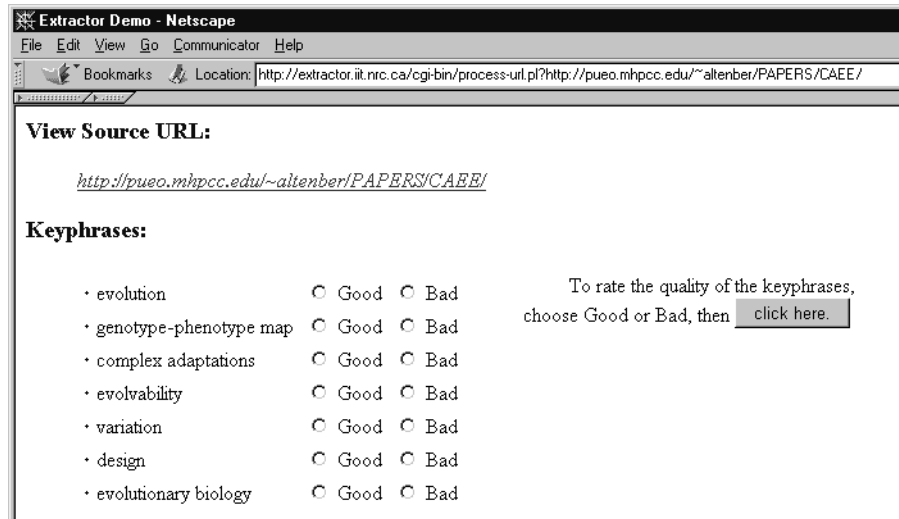 Extractor Demo - Netscape
File Edit View Go Communicator Help
Bookmarks Location: http://extractor.iit.nrc.ca/cgi-bin/process-url.pl?http://pueo.mhpcc.edu/~altenber/PAPERS/CAEE/
View Source URL:
http://pueo.mhpcc.edu/~altenber/PAPERS/CAEE/
Keyphrases:
· evolution Good Bad
· genotype-phenotype map Good Bad
· complex adaptations Good Bad
· evolvability Good Bad
· variation Good Bad
· design Good Bad
· evolutionary biology Good Bad
To rate the quality of the keyphrases,
choose Good or Bad, then click here.